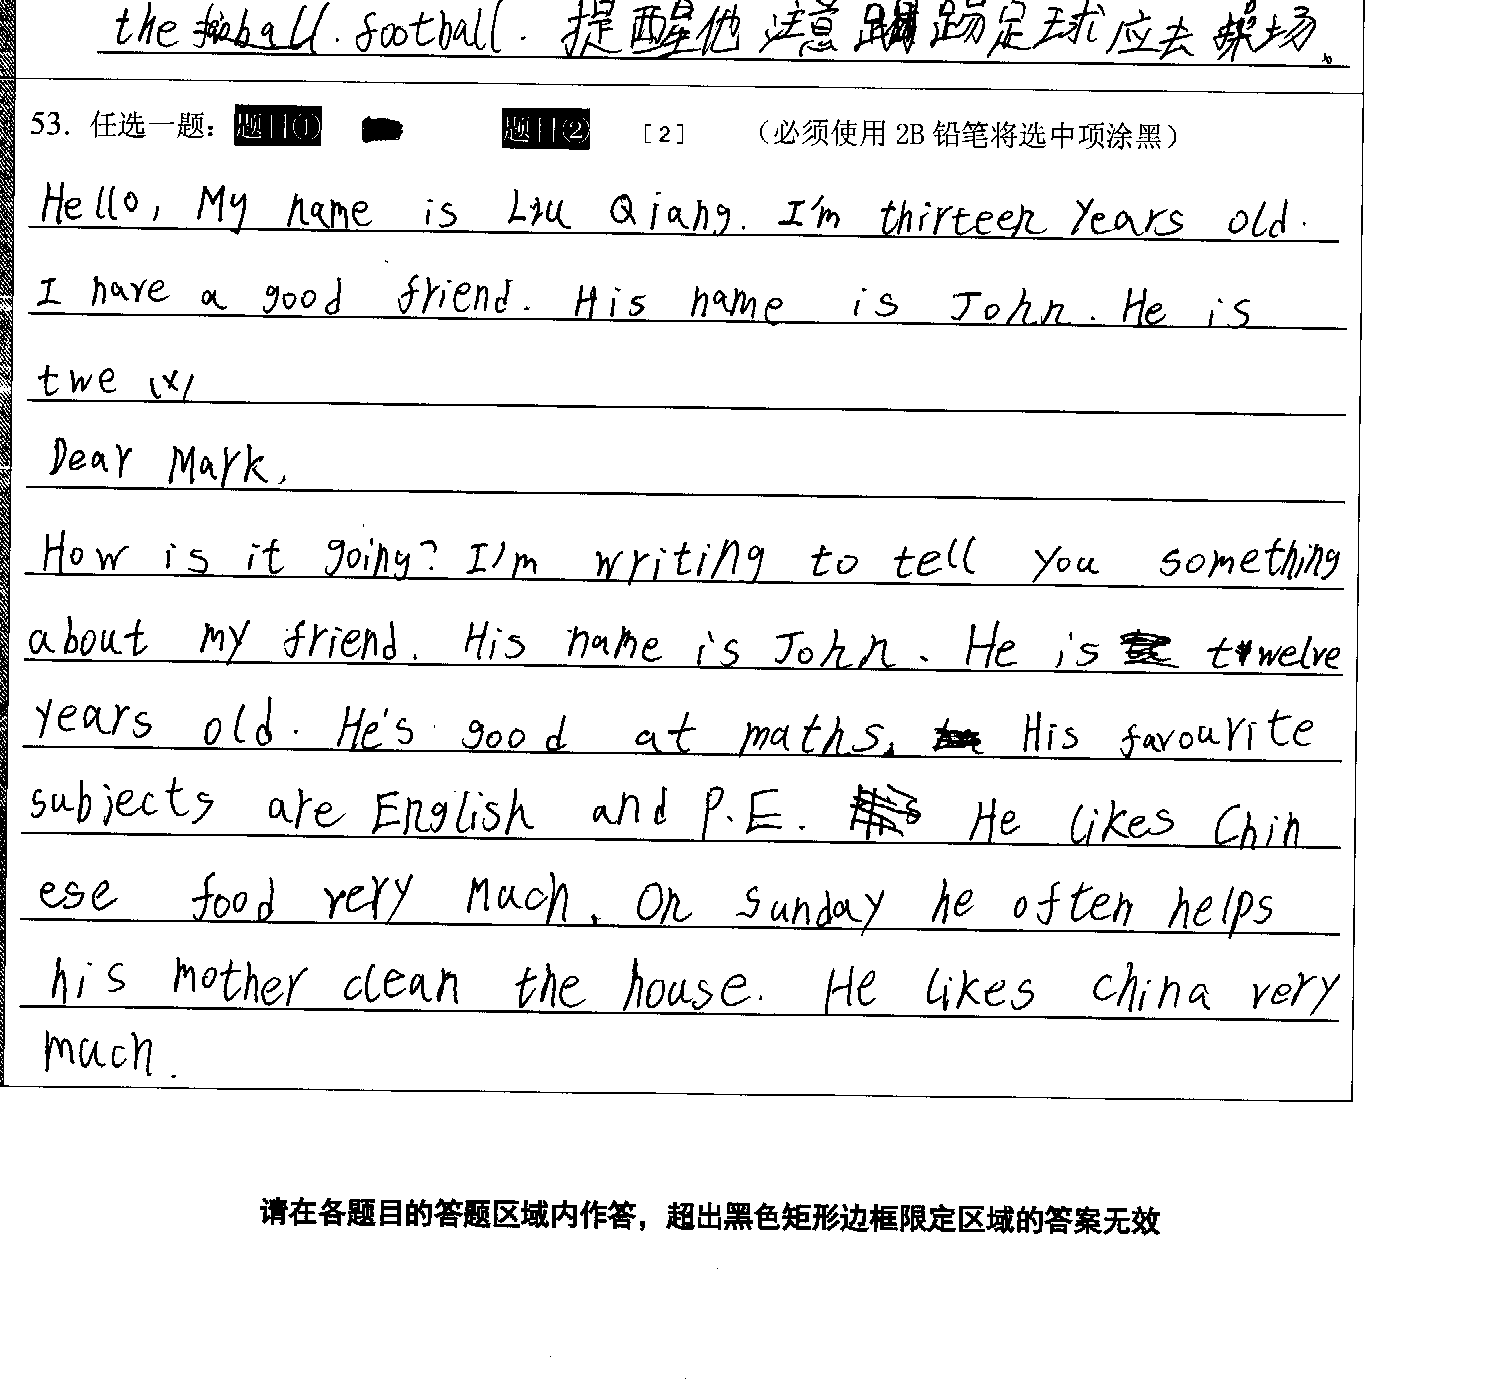 the football. football. 提醒他注意踢足球应去操场.
53. 任选一题: 题目① 题目② [2] (必须使用 2B 铅笔将选中项涂黑)
Hello, My name is Liu Qiang. I'm thirteen years old.
I have a good friend. His name is John. He is
twe (x)
Dear Mark,
How is it going? I'm writing to tell you something
about my friend. His name is John. He is twelve
years old. He's good at maths. His favourite
subjects are English and P.E. He likes Chin
ese food very much. On Sunday he often helps
his mother clean the house. He likes china very
much.
请在各题目的答题区域内作答，超出黑色矩形边框限定区域的答案无效